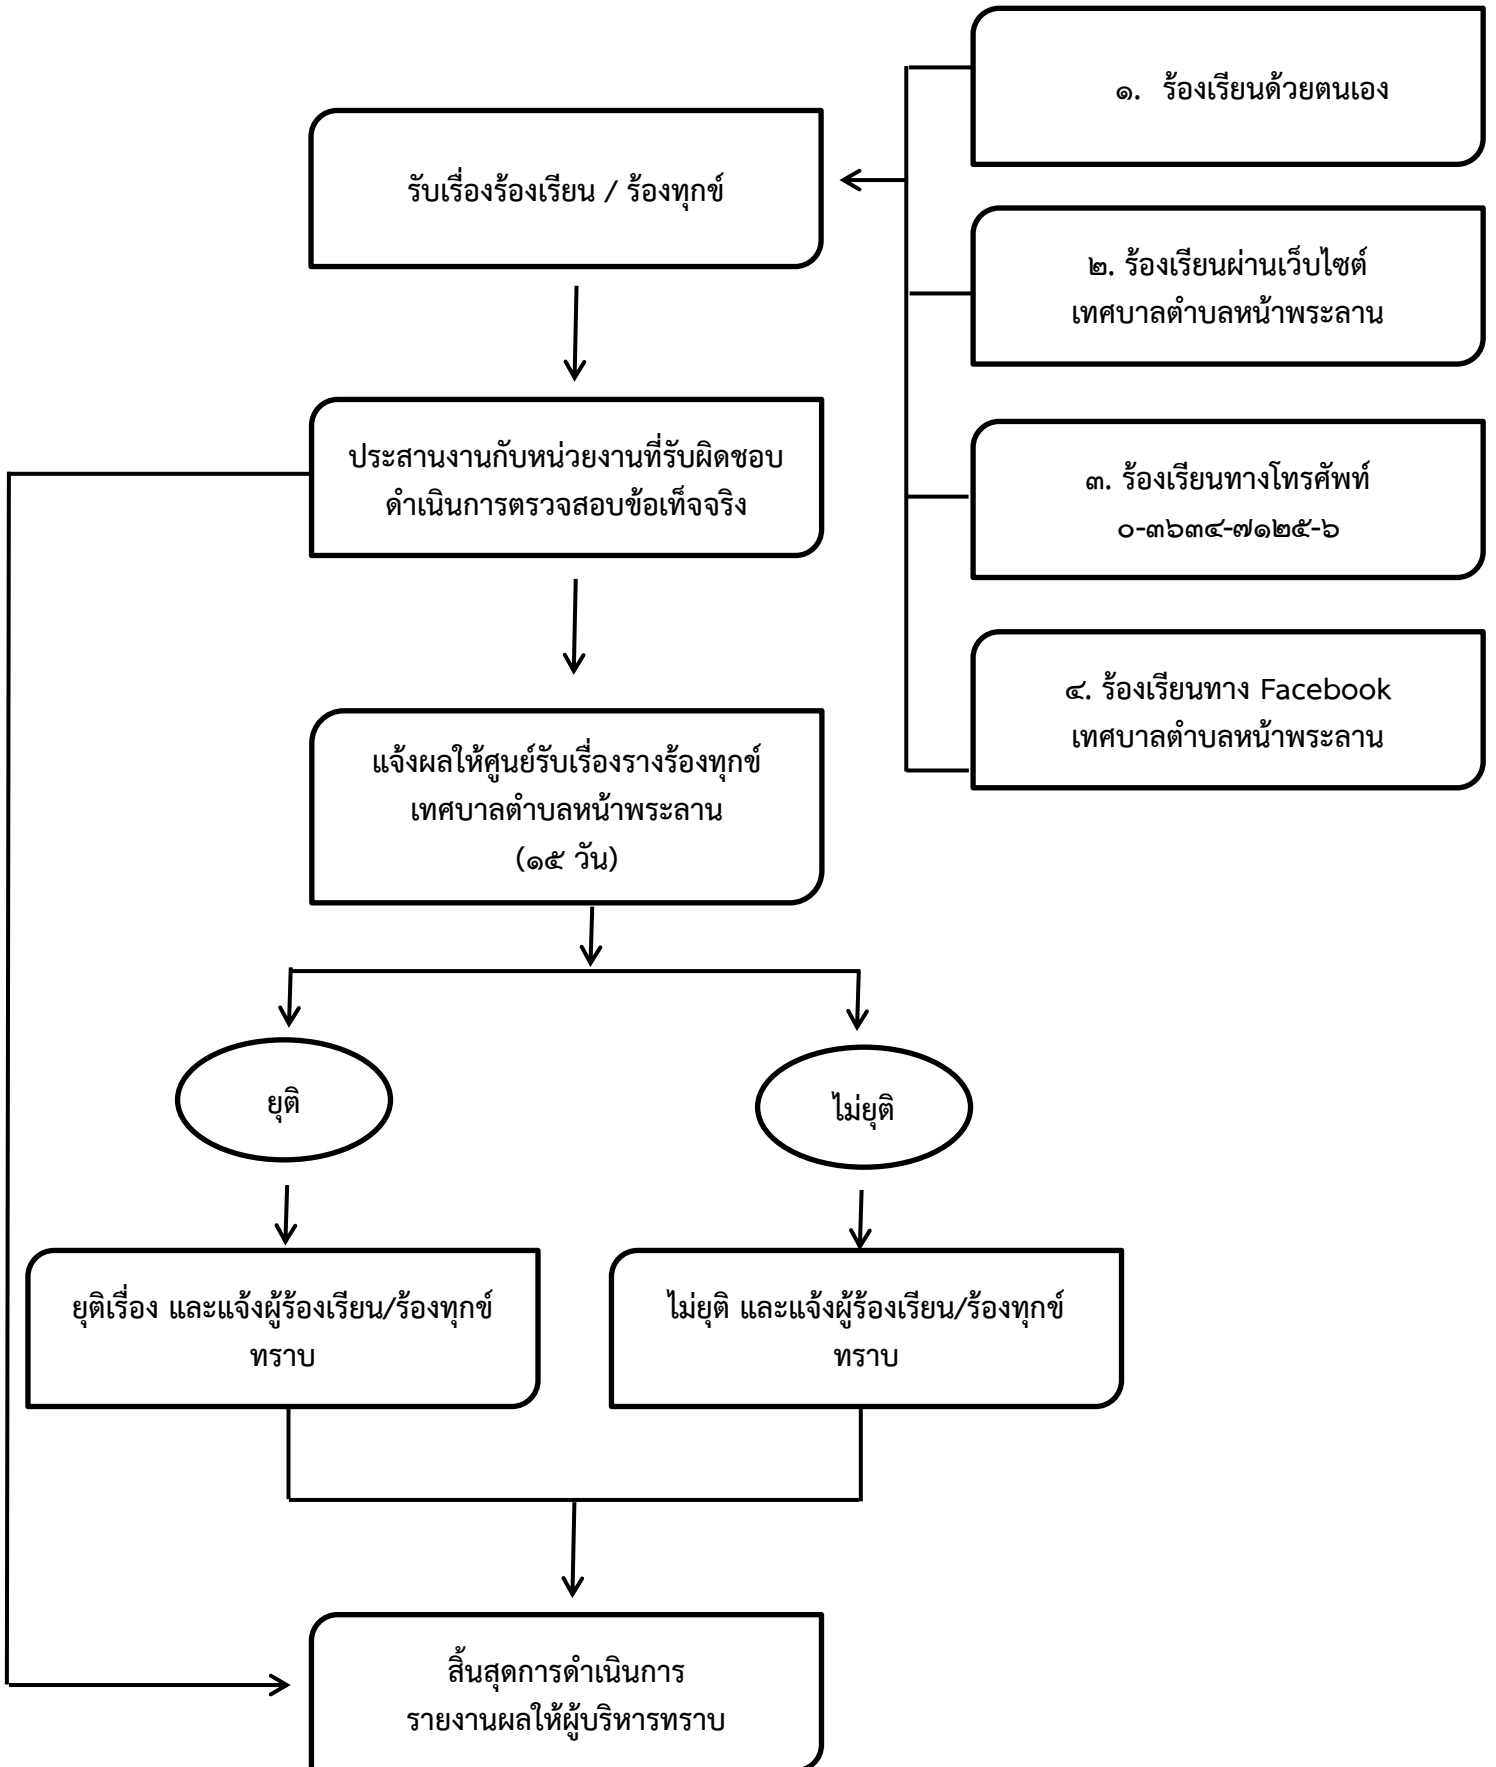 ๑. ร้องเรียนด้วยตนเอง
รับเรื่องร้องเรียน / ร้องทุกข์
๒. ร้องเรียนผ่านเว็บไซต์
เทศบาลตำบลหน้าพระลาน
ประสานงานกับหน่วยงานที่รับผิดชอบ
ดำเนินการตรวจสอบข้อเท็จจริง
๓. ร้องเรียนทางโทรศัพท์
๐-๓๖๓๔-๗๑๒๕-๖
๔. ร้องเรียนทาง Facebook
เทศบาลตำบลหน้าพระลาน
แจ้งผลให้ศูนย์รับเรื่องรางร้องทุกข์
เทศบาลตำบลหน้าพระลาน
(๑๕ วัน)
ยุติ
ไม่ยุติ
ยุติเรื่อง และแจ้งผู้ร้องเรียน/ร้องทุกข์
ทราบ
ไม่ยุติ และแจ้งผู้ร้องเรียน/ร้องทุกข์
ทราบ
สิ้นสุดการดำเนินการ
รายงานผลให้ผู้บริหารทราบ